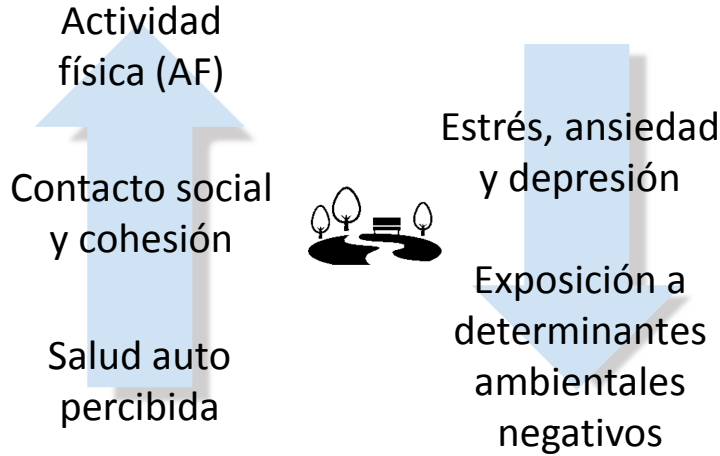 Actividad
física (AF)
Contacto social
y cohesión
Salud auto
percibida
Estrés, ansiedad
y depresión
Exposición a
determinantes
ambientales
negativos